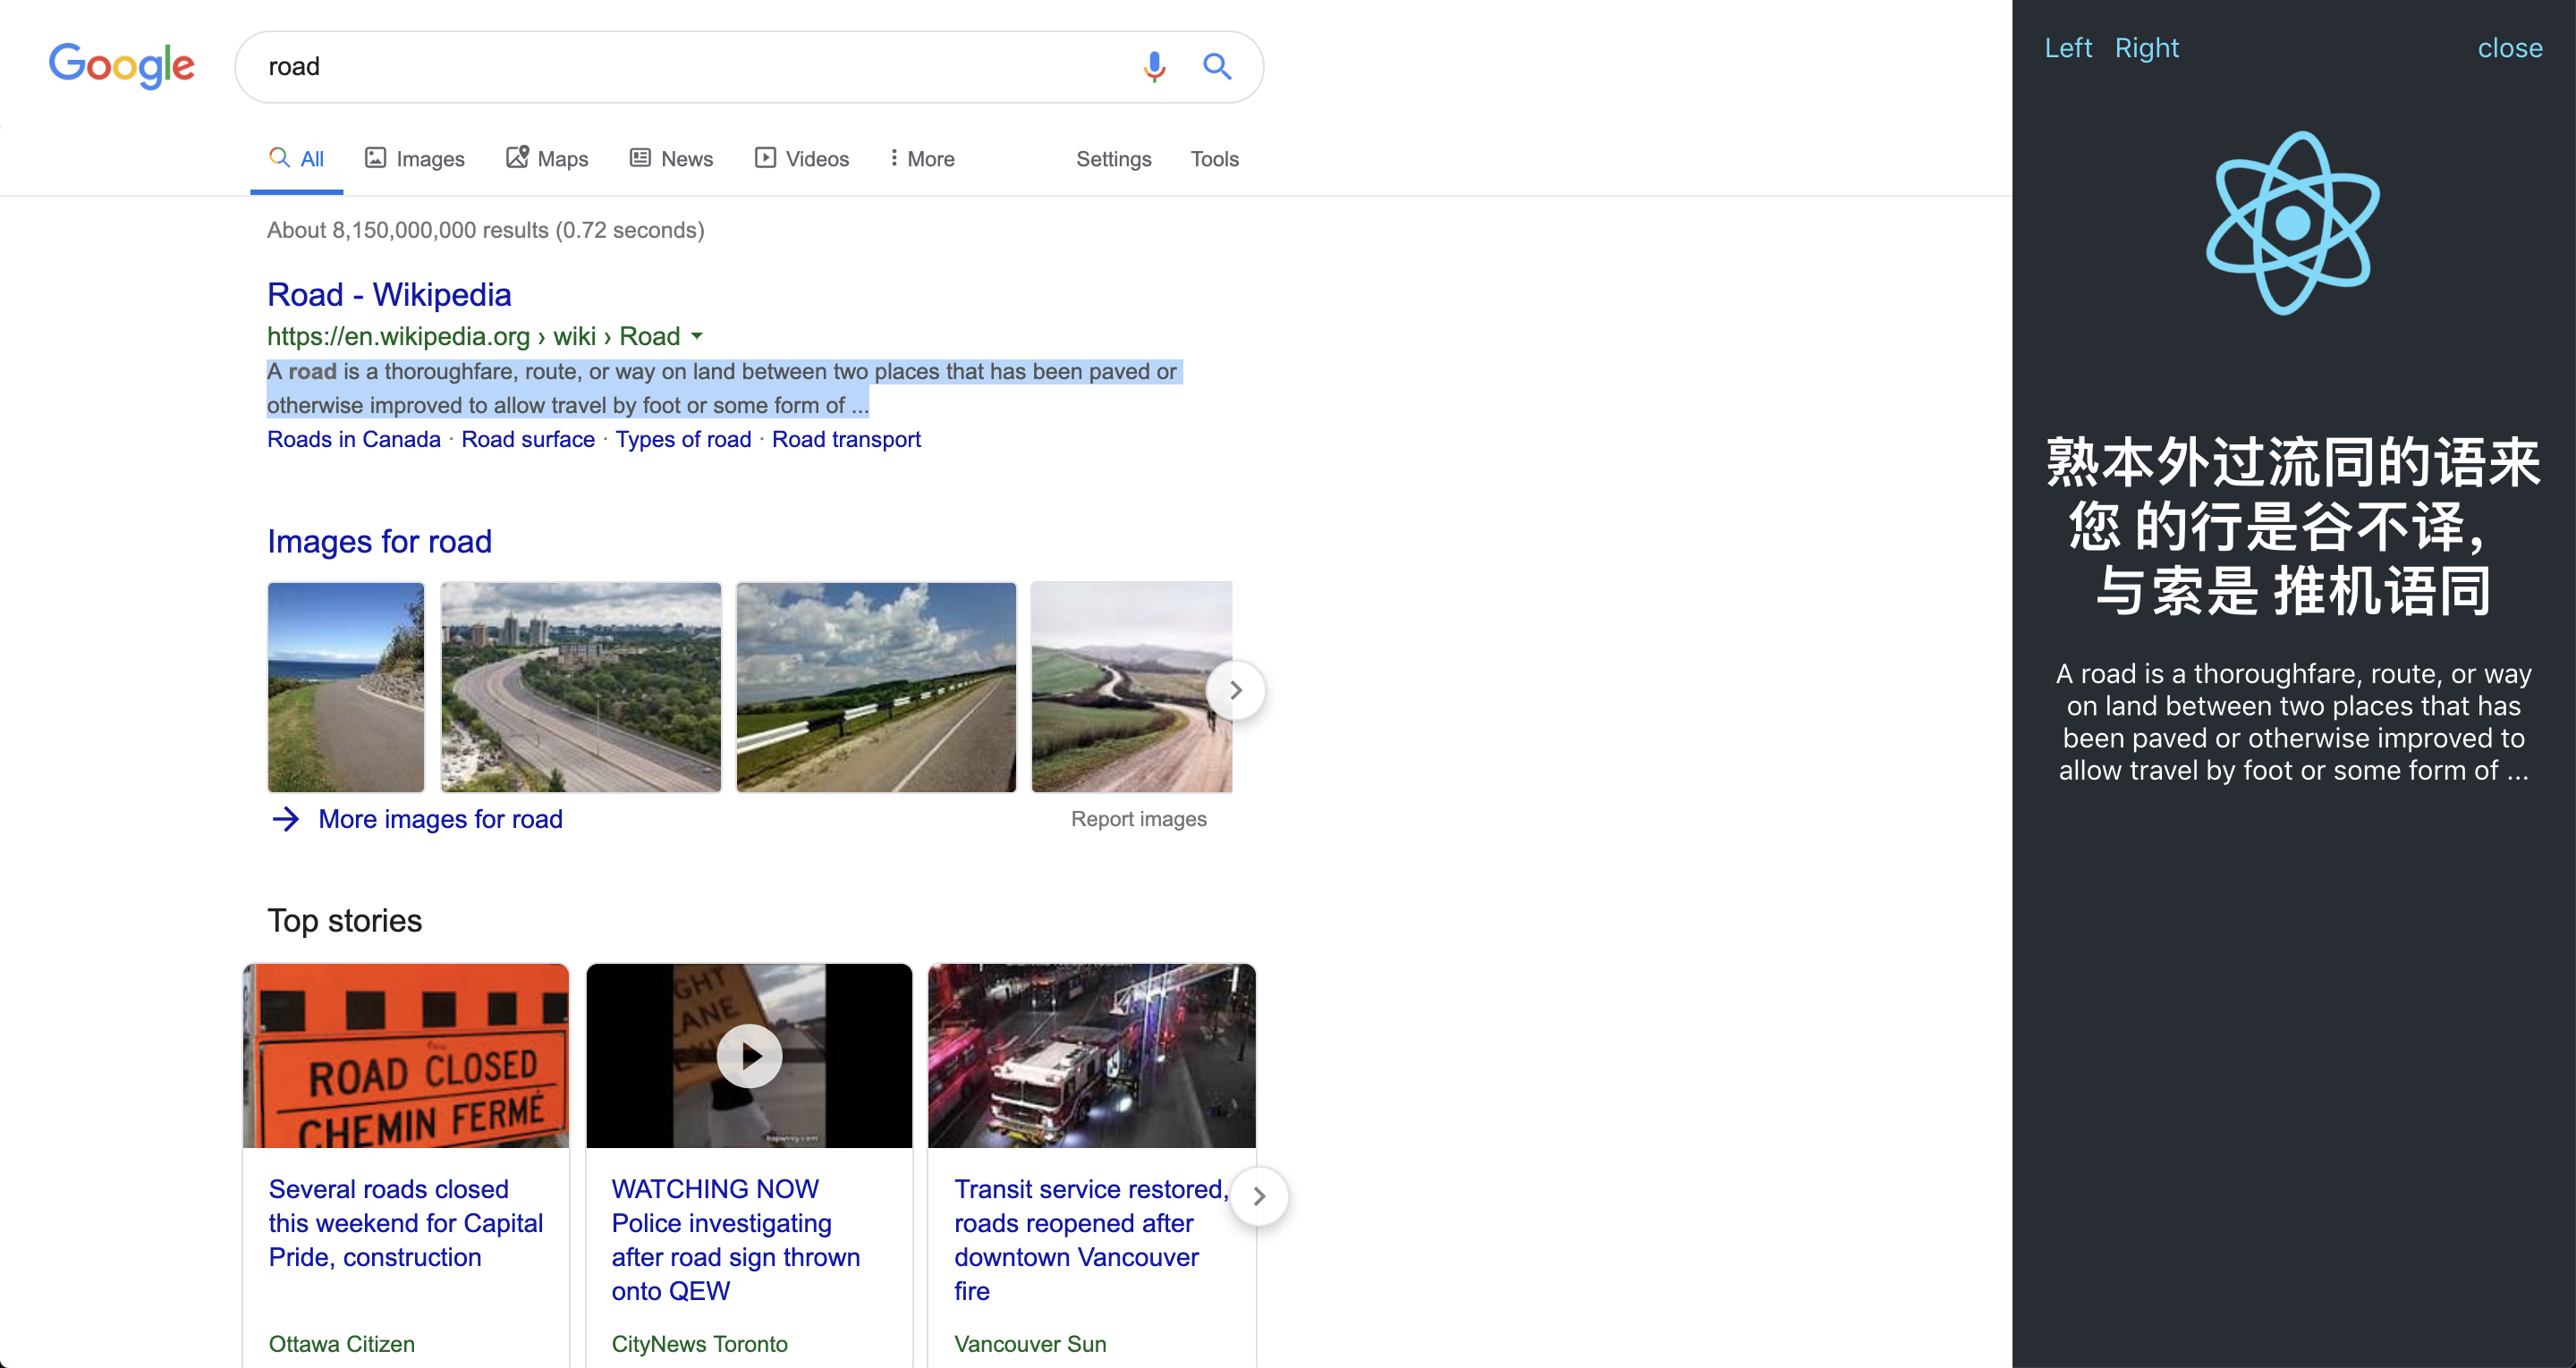 Google
road
All
Images
Maps
News
Videos
More
Settings
Tools
About 8,150,000,000 results (0.72 seconds)
Road - Wikipedia
https://en.wikipedia.org › wiki › Road
A road is a thoroughfare, route, or way on land between two places that has been paved or
otherwise improved to allow travel by foot or some form of ...
Roads in Canada · Road surface · Types of road · Road transport
Images for road
More images for road
Report images
Top stories
ROAD CLOSED
CHEMIN FERMÉ
GHT
LANE
Several roads closed
this weekend for Capital
Pride, construction
Ottawa Citizen
WATCHING NOW
Police investigating
after road sign thrown
onto QEW
CityNews Toronto
Transit service restored,
roads reopened after
downtown Vancouver
fire
Vancouver Sun
Left Right
close
熟本外过流同的语来
您 的行是谷不译，
与索是 推机语同
A road is a thoroughfare, route, or way
on land between two places that has
been paved or otherwise improved to
allow travel by foot or some form of ...